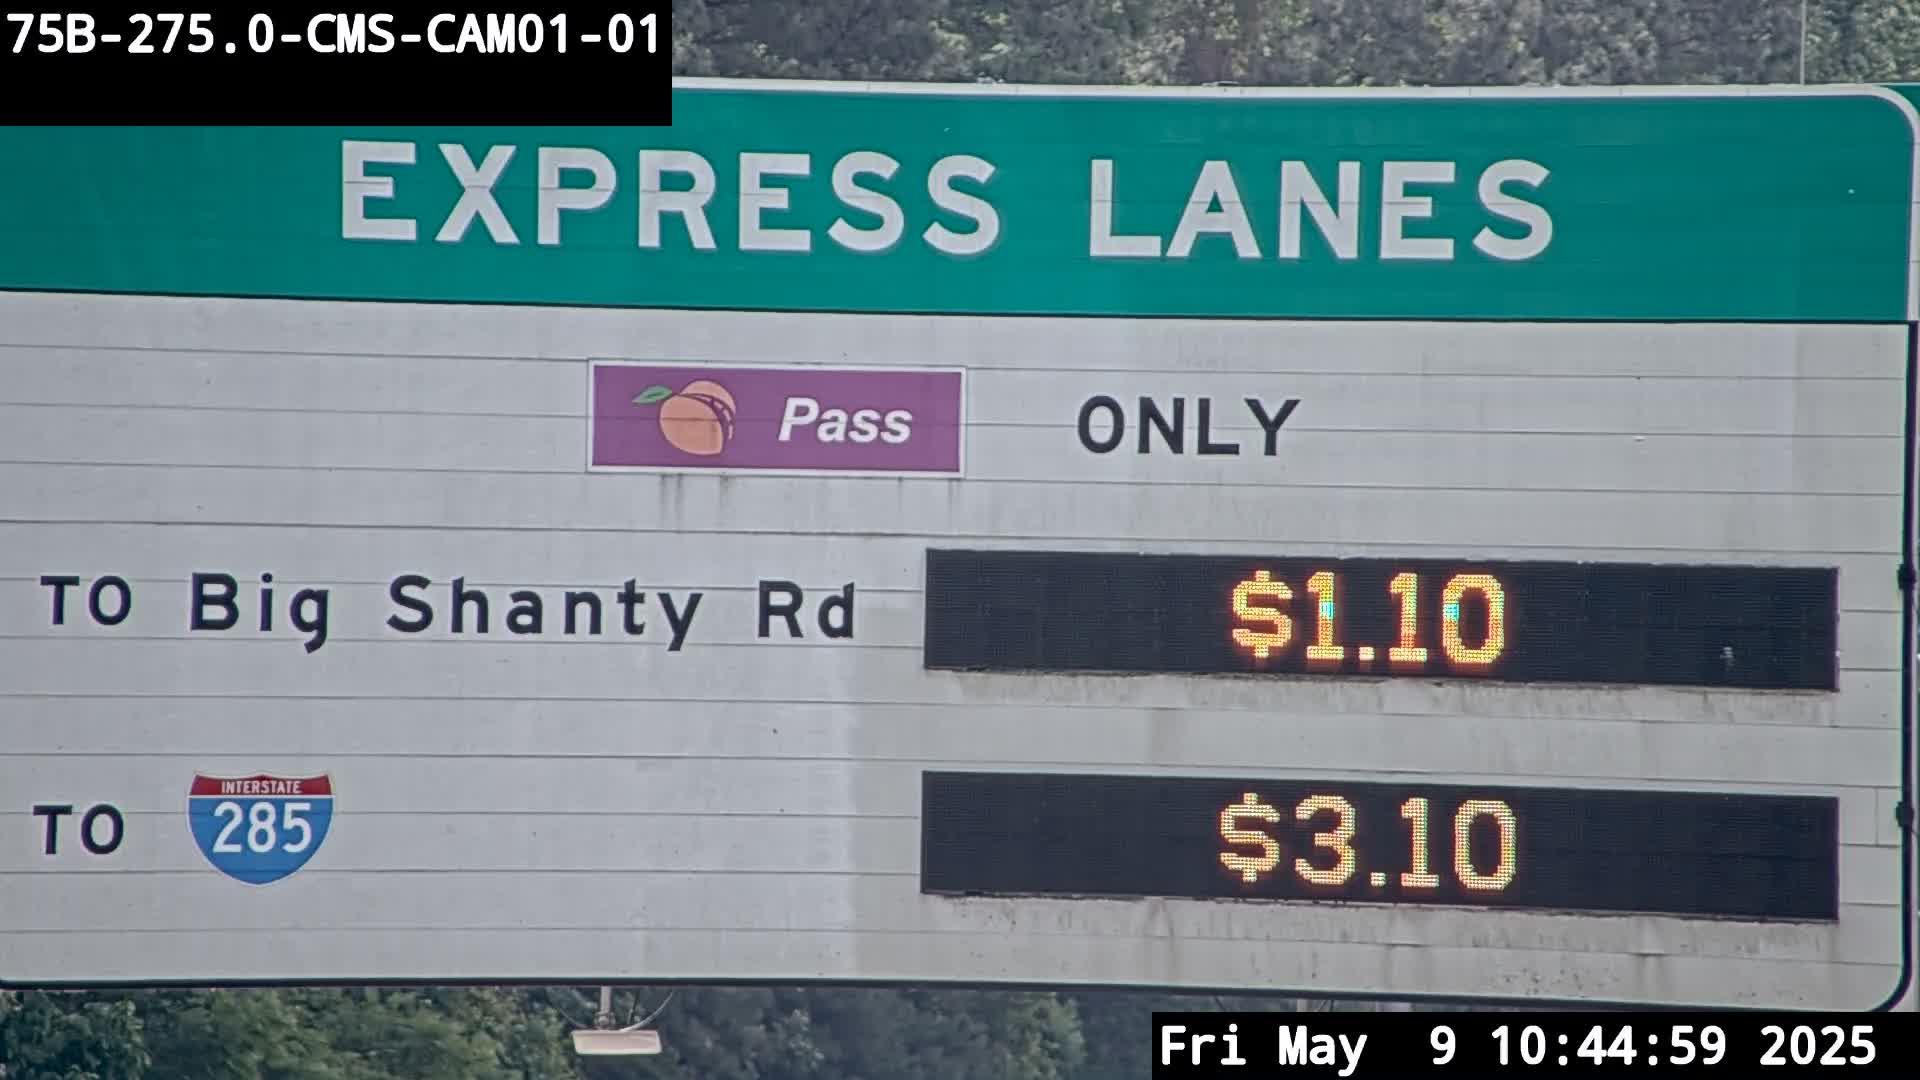 75B-275.0-CMS-CAM01-01
EXPRESS LANES
Pass ONLY
TO Big Shanty Rd $1.10
INTERSTATE
TO 285 $3.10
Fri May 9 10:44:59 2025